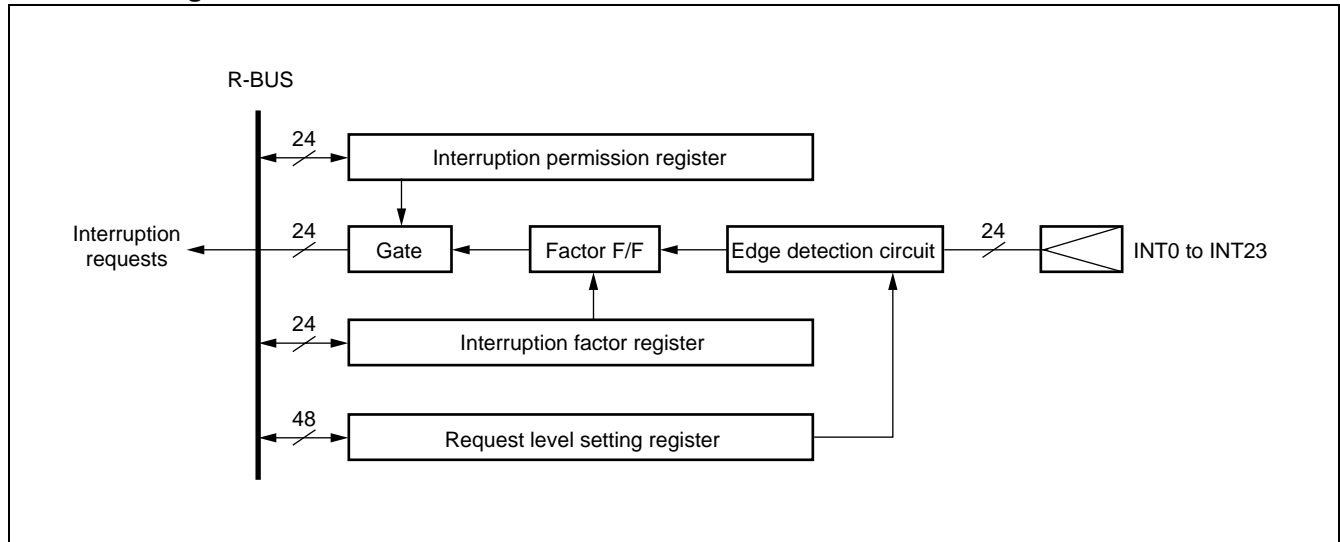 R-BUS
24
Interruption permission register
Interruption
requests
24
Gate
Factor F/F
Edge detection circuit
24
INT0 to INT23
24
Interruption factor register
48
Request level setting register